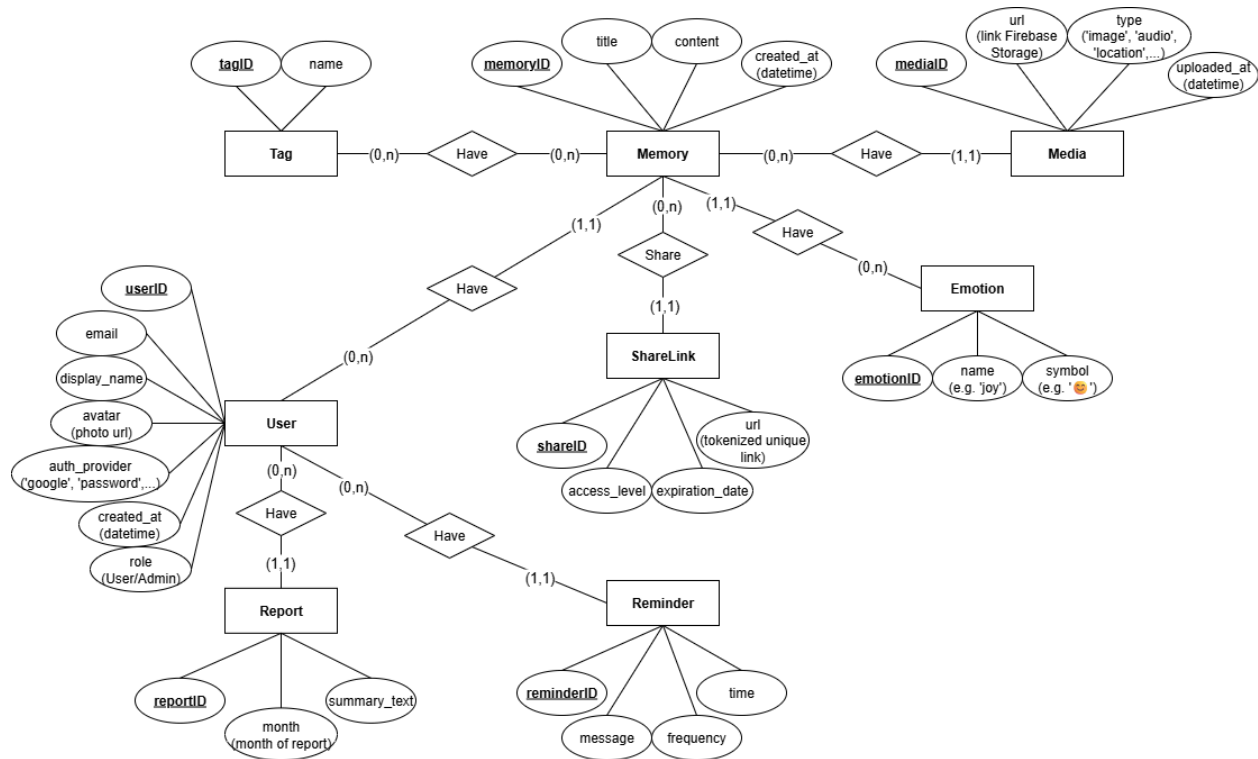 tagID
name
memoryID
title
content
created_at
(datetime)
mediaID
url
(link Firebase
Storage)
type
('image', 'audio',
'location',...)
uploaded_at
(datetime)
Tag
(0,n)
Have
(0,n)
Memory
(0,n)
Have
(1,1)
Media
(1,1)
(0,n)
(1,1)
Have
Share
Have
(0,n)
(0,n)
(1,1)
Emotion
ShareLink
emotionID
name
(e.g. 'joy')
symbol
(e.g. '😊')
shareID
access_level
expiration_date
url
(tokenized unique
link)
userID
email
display_name
avatar
(photo url)
auth_provider
('google', 'password',...)
created_at
(datetime)
role
(User/Admin)
User
(0,n)
(0,n)
Have
Have
(1,1)
(1,1)
Report
Reminder
reportID
month
(month of report)
summary_text
reminderID
message
frequency
time